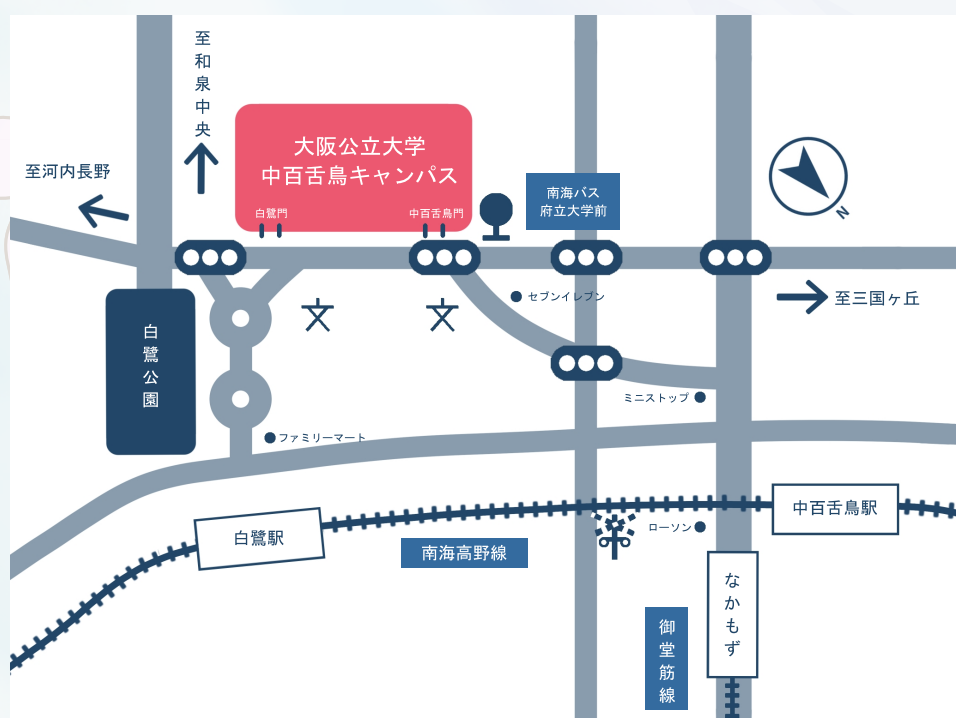 至和泉中央
至河内長野
大阪公立大学
中百舌鳥キャンパス
白鷺門
中百舌鳥門
南海バス
府立大学前
N
セブンイレブン
至三国ヶ丘
文
文
白鷺公園
ミニストップ
ファミリーマート
白鷺駅
南海高野線
ローソン
中百舌鳥駅
なかもず
御堂筋線